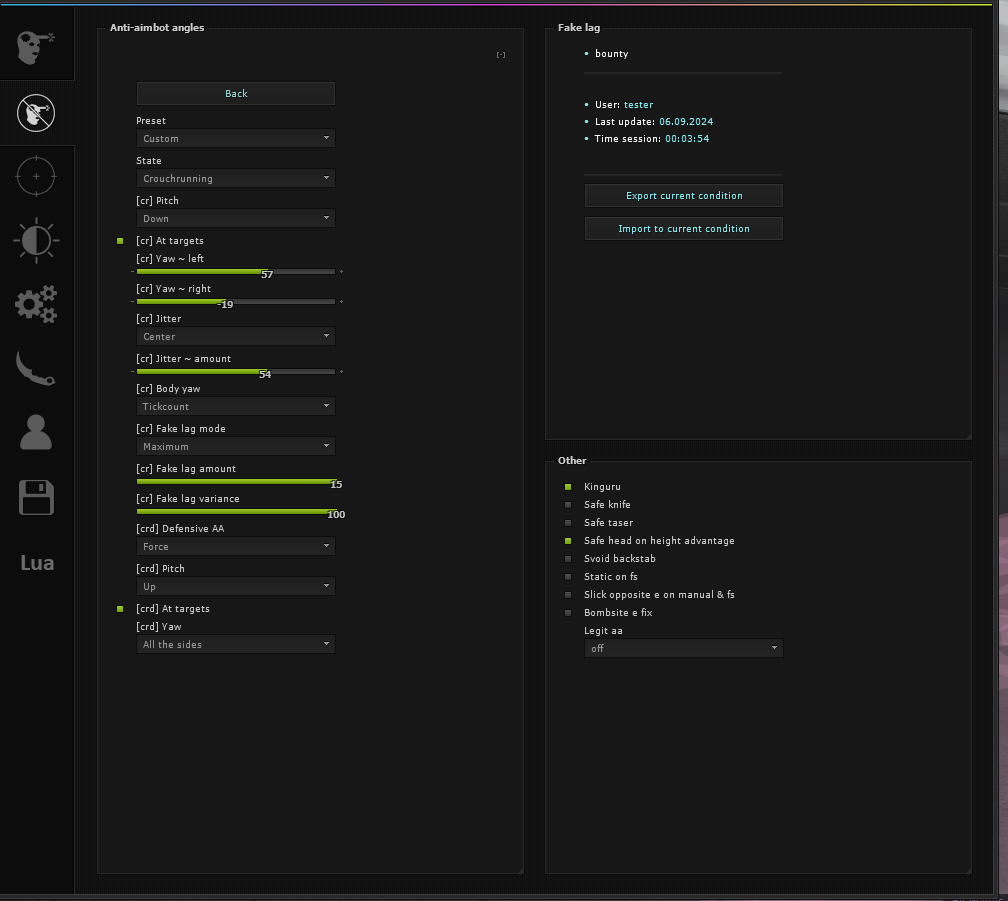 Anti-aimbot angles
[-]
Back
Preset
Custom
State
Crouchrunning
[cr] Pitch
Down
[cr] At targets
[cr] Yaw ~ left
- +
57
[cr] Yaw ~ right
- +
-19
[cr] Jitter
Center
[cr] Jitter ~ amount
- +
54
[cr] Body yaw
Tickcount
[cr] Fake lag mode
Maximum
[cr] Fake lag amount
15
[cr] Fake lag variance
100
[crd] Defensive AA
Force
[crd] Pitch
Up
[crd] At targets
[crd] Yaw
All the sides
Lua
Fake lag
• bounty
• User: tester
• Last update: 06.09.2024
• Time session: 00:03:54
Export current condition
Import to current condition
Other
Kinguru
Safe knife
Safe taser
Safe head on height advantage
Svoid backstab
Static on fs
Slick opposite e on manual & fs
Bombsite e fix
Legit aa
off